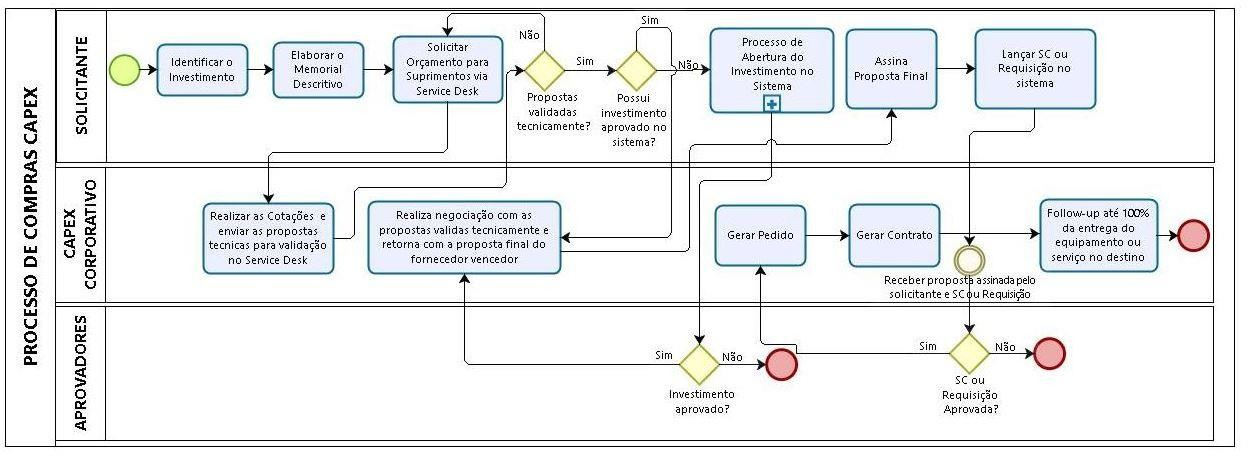 PROCESSO DE COMPRAS CAPEX
SOLICITANTE
Identificar o
Investimento
Elaborar o
Memorial
Descritivo
Solicitar
Orçamento para
Suprimentos via
Service Desk
Não
Sim
Propostas
validadas
tecnicamente?
Sim
Não
Possui
investimento
aprovado no
sistema?
Processo de
Abertura do
Investimento no
Sistema
Assina
Proposta Final
Lançar SC ou
Requisição no
sistema
CAPEX
CORPORATIVO
Realizar as Cotações e
enviar as propostas
tecnicas para validação
no Service Desk
Realiza negociação com as
propostas validas tecnicamente e
retorna com a proposta final do
fornecedor vencedor
Gerar Pedido
Gerar Contrato
Receber proposta assinada pelo
solicitante e SC ou Requisição
Follow-up até 100%
da entrega do
equipamento ou
serviço no destino
APROVADORES
Sim
Não
Investimento
aprovado?
Sim
Não
SC ou
Requisição
Aprovada?